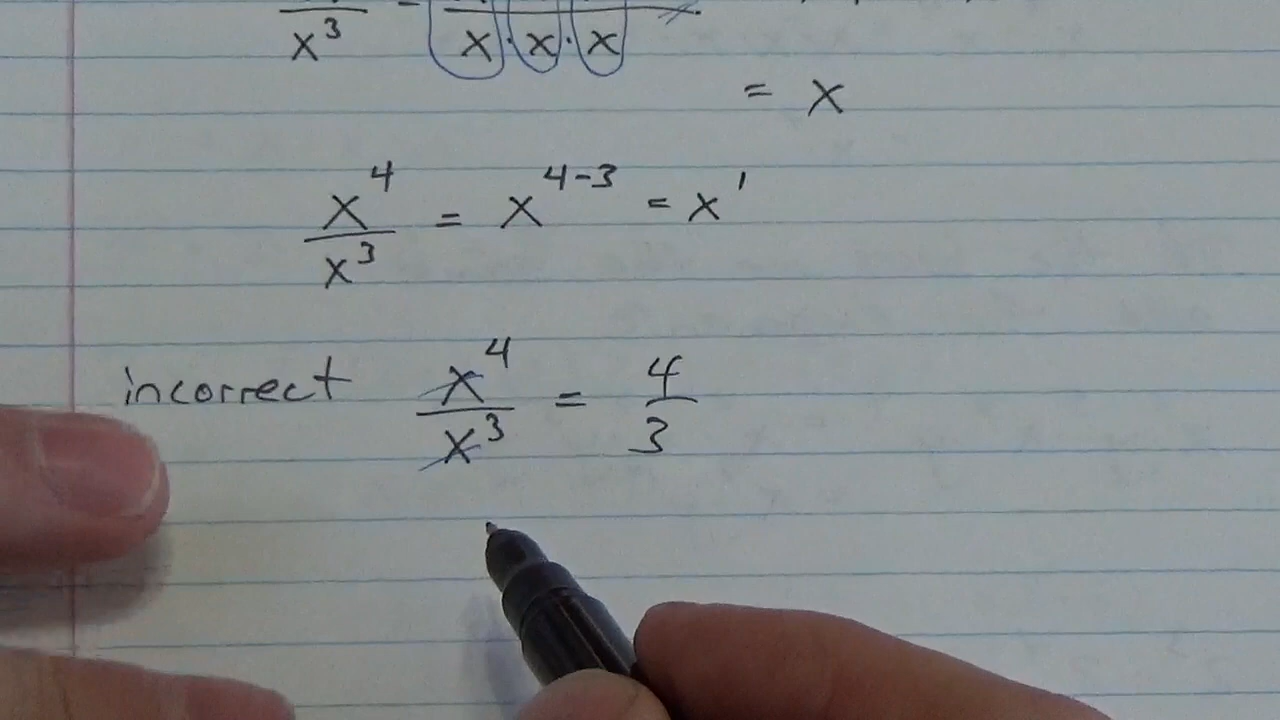 x³ = x · x · x
= x
x⁴/x³ = x⁴⁻³ = x¹
incorrect x⁴/x³ = 4/3